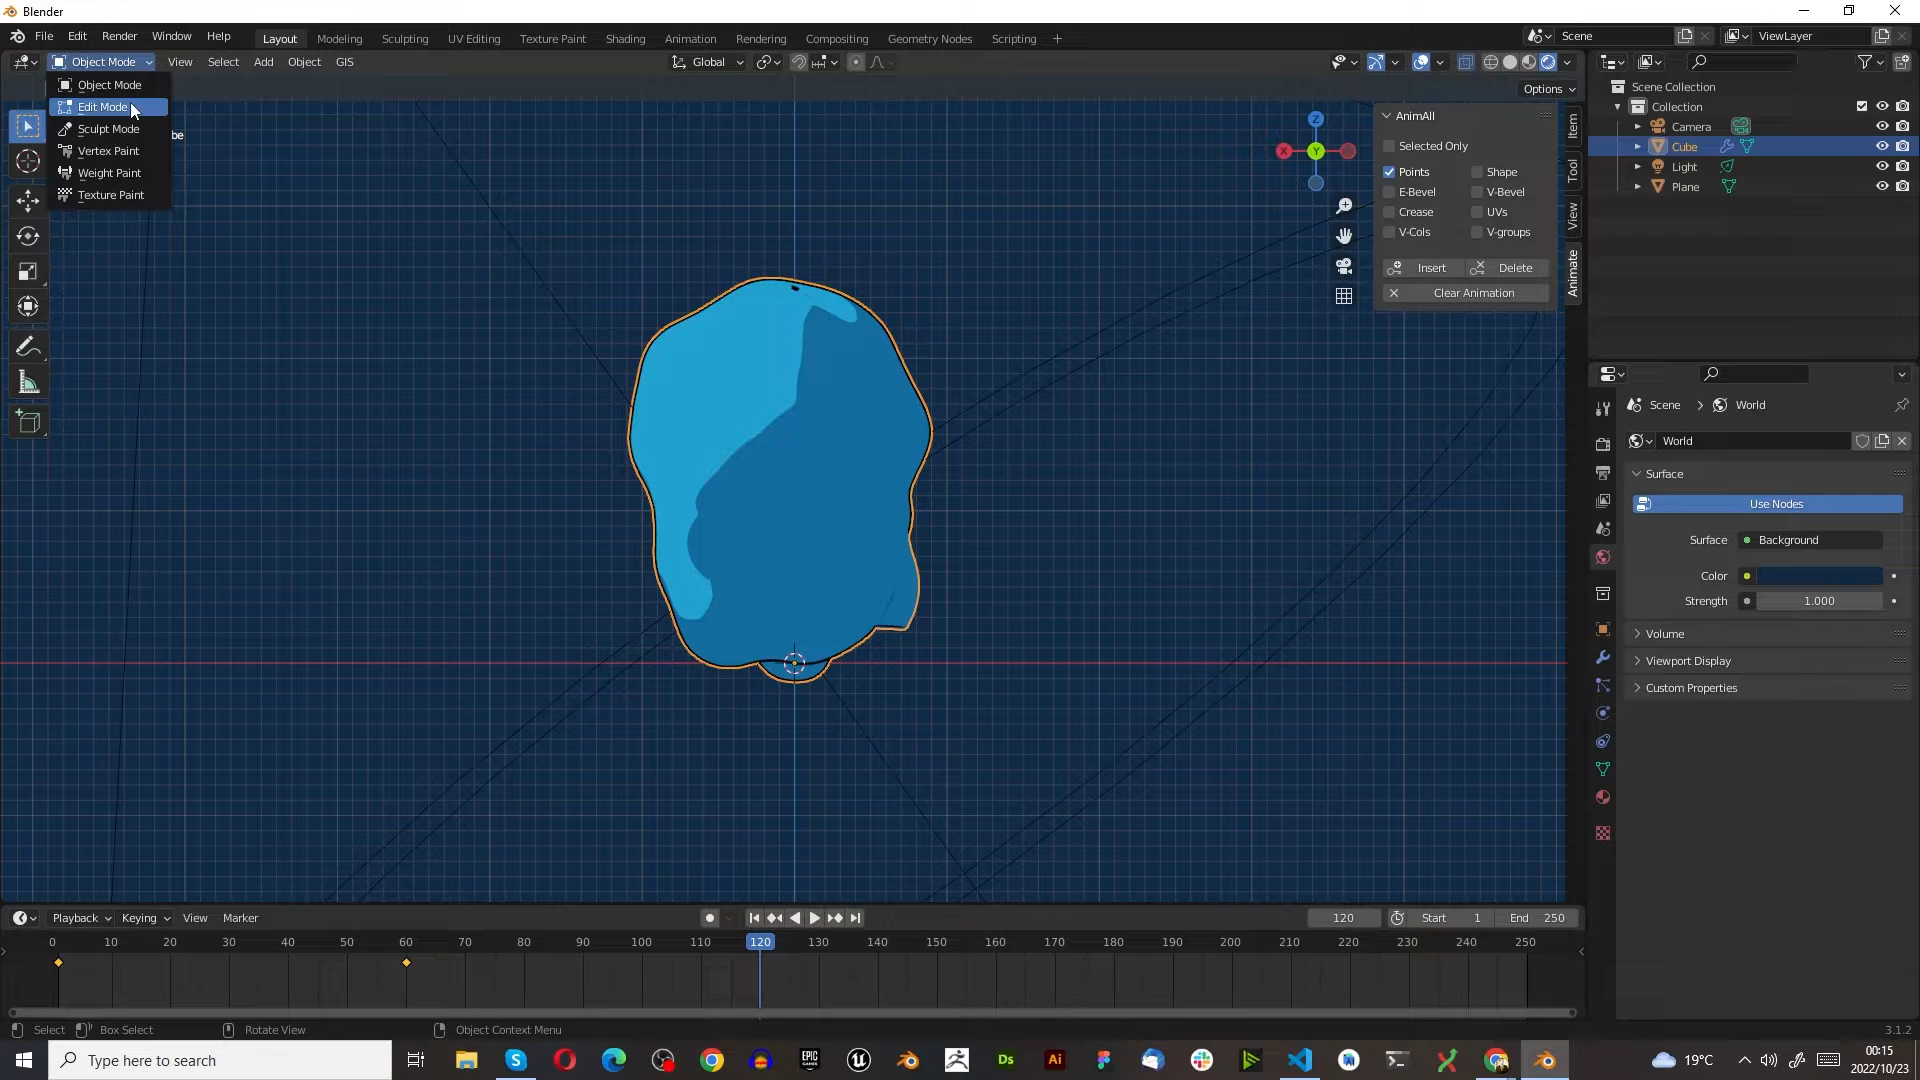 Blender
File Edit Render Window Help Layout Modeling Sculpting UV Editing Texture Paint Shading Animation Rendering Compositing Geometry Nodes Scripting Scene ViewLayer
Object Mode View Select Add Object GIS Global
Options
Object Mode
Edit Mode
Sculpt Mode
Vertex Paint
Weight Paint
Texture Paint
be
Z
X Y
AnimAll
Selected Only
Points Shape
E-Bevel V-Bevel
Crease UVs
V-Cols V-groups
Insert Delete
Clear Animation
Item
Tool
View
Animate
Scene Collection
Collection
Camera
Cube
Light
Plane
Scene World
World
Surface
Use Nodes
Surface Background
Color
Strength 1.000
Volume
Viewport Display
Custom Properties
Playback Keying View Marker 120 Start 1 End 250
0 10 20 30 40 50 60 70 80 90 100 110 120 130 140 150 160 170 180 190 200 210 220 230 240 250
Select Box Select Rotate View Object Context Menu 3.1.2
Type here to search
EPIC GAMES
Ds
Ai
19°C
00:15
2022/10/23